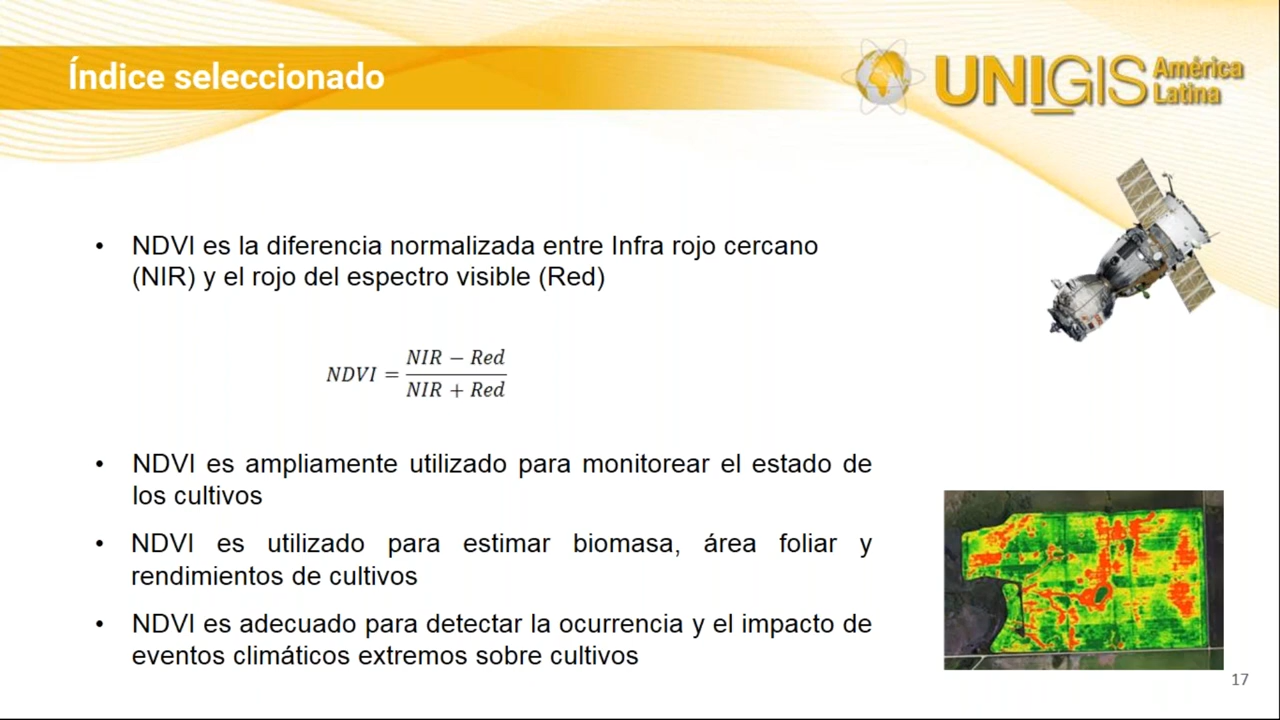 Índice seleccionado
UNIGIS América
Latina
• NDVI es la diferencia normalizada entre Infra rojo cercano
(NIR) y el rojo del espectro visible (Red)
NDVI = (NIR − Red) / (NIR + Red)
• NDVI es ampliamente utilizado para monitorear el estado de
los cultivos
• NDVI es utilizado para estimar biomasa, área foliar y
rendimientos de cultivos
• NDVI es adecuado para detectar la ocurrencia y el impacto de
eventos climáticos extremos sobre cultivos
17